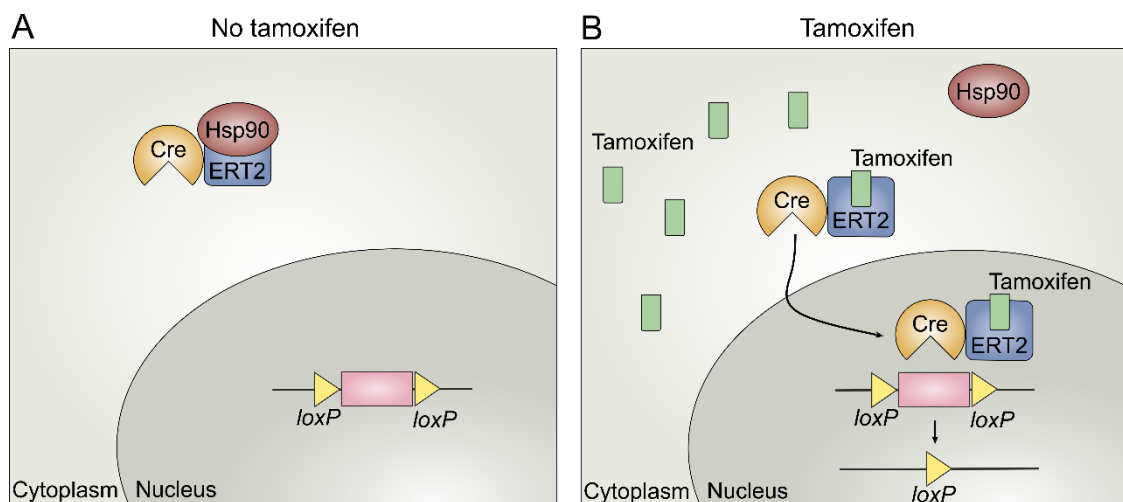 A
No tamoxifen
Hsp90
Cre
ERT2
loxP loxP
Cytoplasm Nucleus
B
Tamoxifen
Hsp90
Tamoxifen
Tamoxifen
Cre
ERT2
Tamoxifen
Cre
ERT2
loxP loxP
loxP
Cytoplasm Nucleus